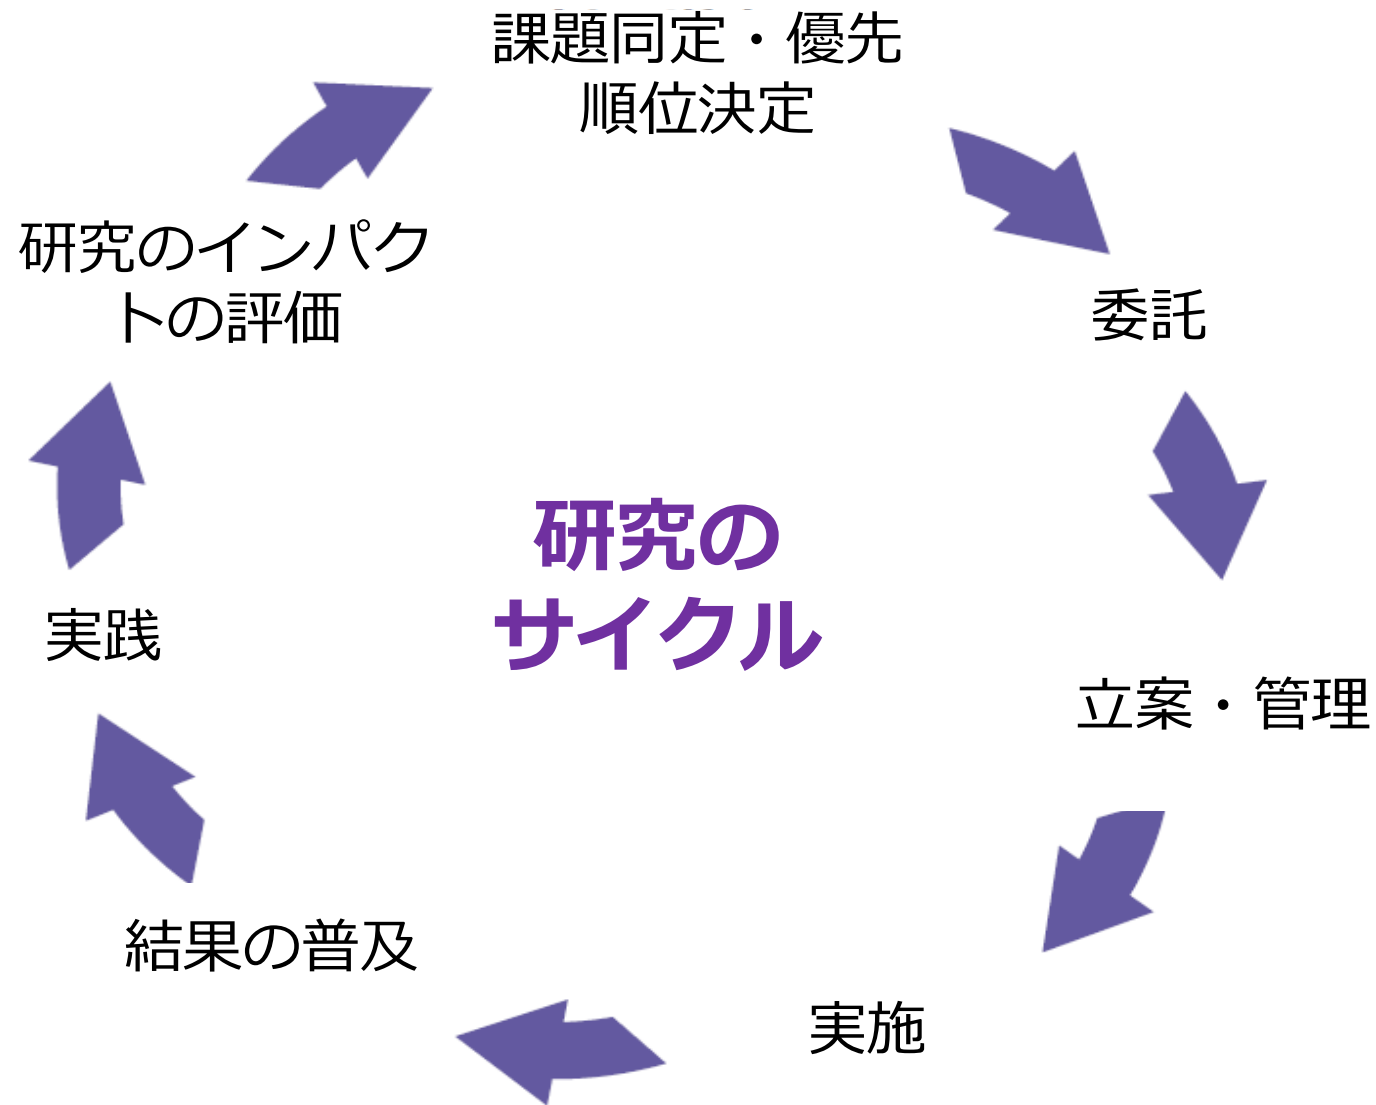 課題同定・優先
順位決定
委託
立案・管理
実施
結果の普及
実践
研究のインパク
トの評価
研究の
サイクル